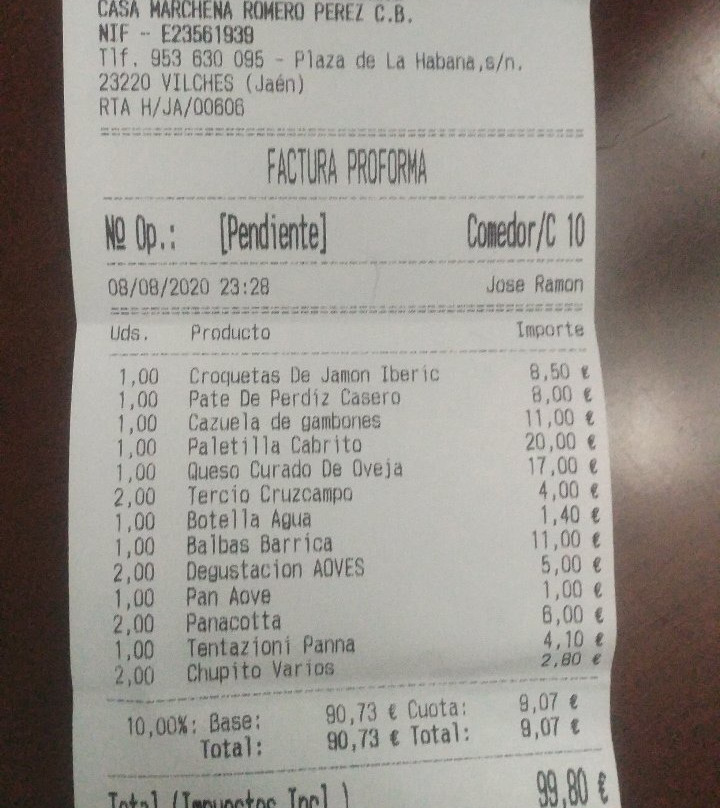 CASA MARCHENA ROMERO PEREZ C.B.
NIF - E23561939
Tlf. 953 630 095 - Plaza de La Habana,s/n.
23220 VILCHES (Jaén)
RTA H/JA/00606
FACTURA PROFORMA
Nº Op.: [Pendiente] Comedor/C 10
08/08/2020 23:28 Jose Ramon
Uds. Producto Importe
1,00 Croquetas De Jamon Iberic 8,50 €
1,00 Pate De Perdiz Casero 8,00 €
1,00 Cazuela de gambones 11,00 €
1,00 Paletilla Cabrito 20,00 €
1,00 Queso Curado De Oveja 17,00 €
2,00 Tercio Cruzcampo 4,00 €
1,00 Botella Agua 1,40 €
1,00 Balbas Barrica 11,00 €
2,00 Degustacion AOVES 5,00 €
1,00 Pan Aove 1,00 €
2,00 Panacotta 6,00 €
1,00 Tentazioni Panna 4,10 €
2,00 Chupito Varios 2,80 €
10,00%: Base: 90,73 € Cuota: 9,07 €
Total: 90,73 € Total: 9,07 €
Total (Impuestos Incl.) 99,80 €